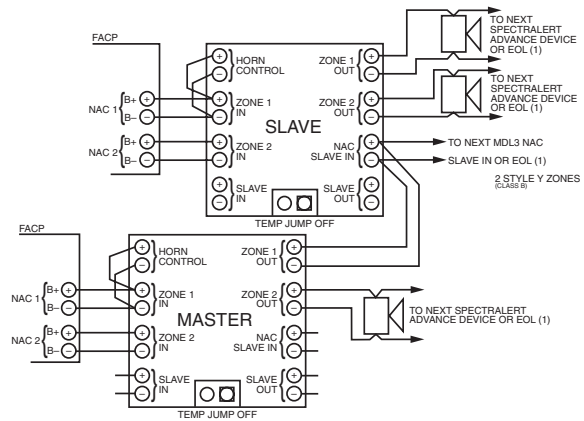 FACP
NAC 1
B+
B–
NAC 2
B+
B–
HORN
CONTROL
ZONE 1
IN
ZONE 2
IN
SLAVE
IN
SLAVE
ZONE 1
OUT
ZONE 2
OUT
NAC
SLAVE IN
SLAVE
OUT
TEMP JUMP OFF
TO NEXT
SPECTRALERT
ADVANCE DEVICE
OR EOL (1)
TO NEXT
SPECTRALERT
ADVANCE DEVICE
OR EOL (1)
TO NEXT MDL3 NAC
SLAVE IN OR EOL (1)
2 STYLE Y ZONES
(CLASS B)
FACP
NAC 1
B+
B–
NAC 2
B+
B–
HORN
CONTROL
ZONE 1
IN
ZONE 2
IN
SLAVE
IN
MASTER
ZONE 1
OUT
ZONE 2
OUT
NAC
SLAVE IN
SLAVE
OUT
TEMP JUMP OFF
TO NEXT SPECTRALERT
ADVANCE DEVICE OR EOL (1)